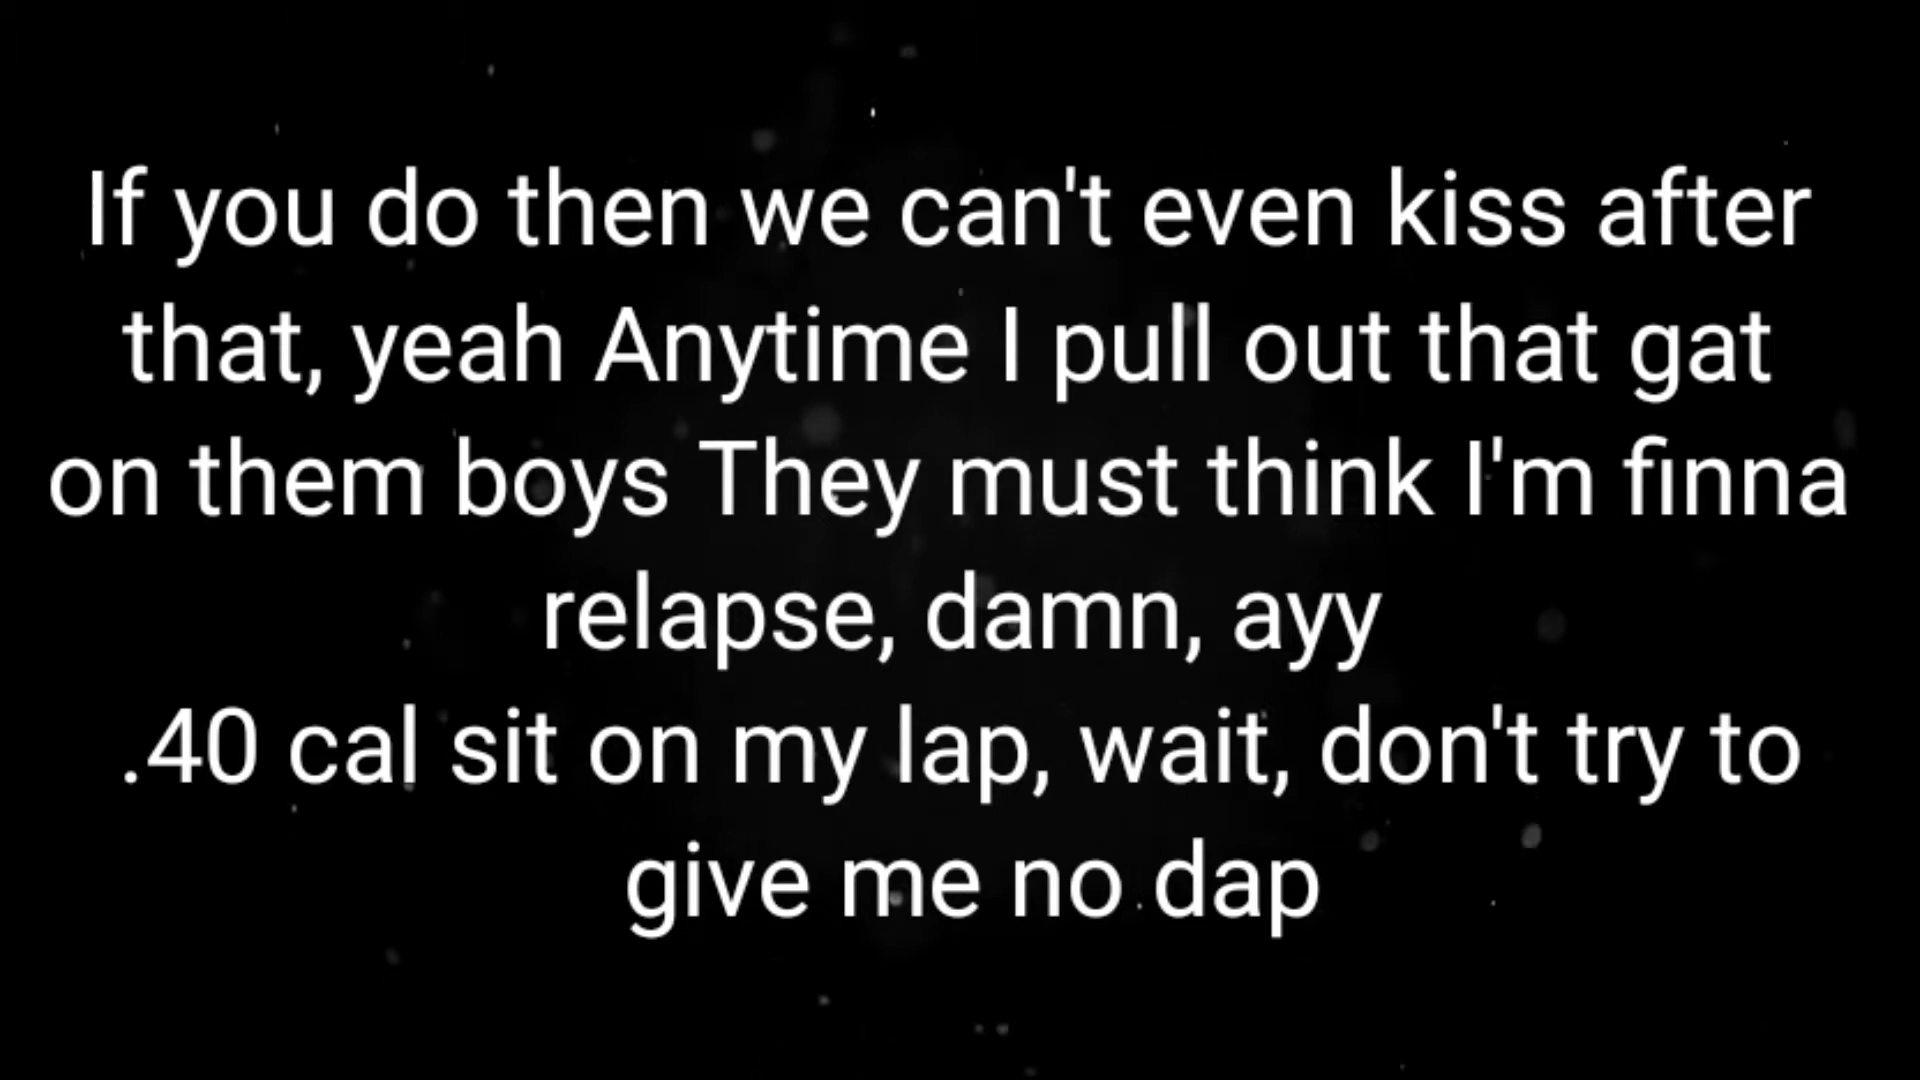 If you do then we can't even kiss after
that, yeah Anytime I pull out that gat
on them boys They must think I'm finna
relapse, damn, ayy
.40 cal sit on my lap, wait, don't try to
give me no dap